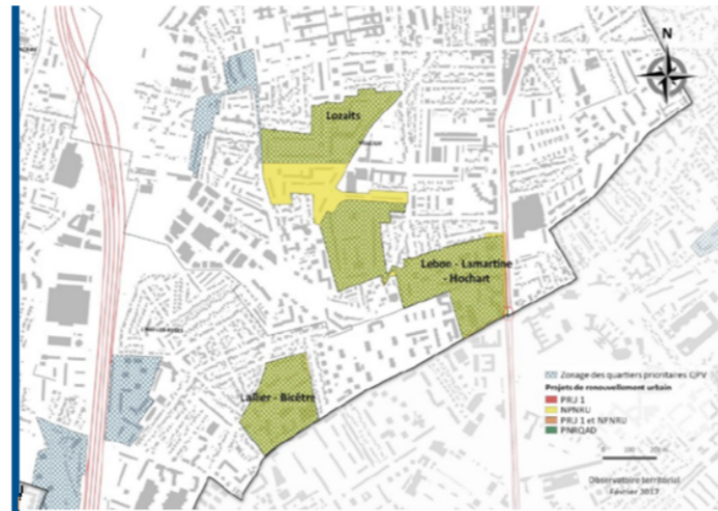 N
Lozaits
Lebon - Lamartine
- Hochart
Lallier - Bicêtre
Zonage des quartiers prioritaires QPV
Projets de renouvellement urbain
PRU 1
NPNRU
PRU 1 et NPNRU
PNRQAD
Observatoire territorial
Février 2017